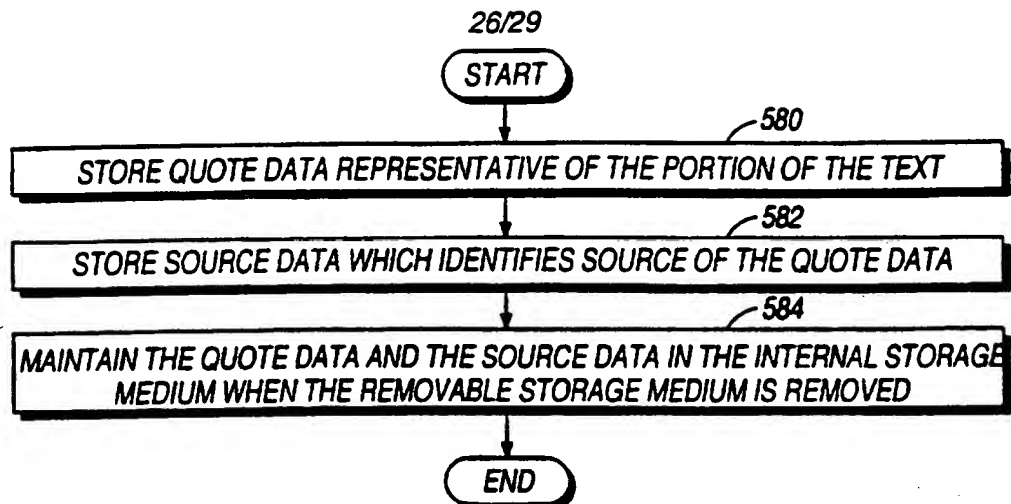 26/29
START
580
STORE QUOTE DATA REPRESENTATIVE OF THE PORTION OF THE TEXT
582
STORE SOURCE DATA WHICH IDENTIFIES SOURCE OF THE QUOTE DATA
584
MAINTAIN THE QUOTE DATA AND THE SOURCE DATA IN THE INTERNAL STORAGE
MEDIUM WHEN THE REMOVABLE STORAGE MEDIUM IS REMOVED
END